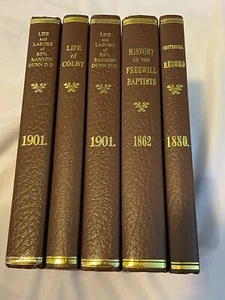 LIFE
AND
LABORS OF
REV.
RANSOM
DUNN D.D.
1901.
LIFE
OF
COLBY
LIFE
AND
LABORS OF
REV.
RANSOM
DUNN D.D.
1901.
HISTORY
OF THE
FREEWILL
BAPTISTS
1862
CENTENNIAL
RECORD
1880.